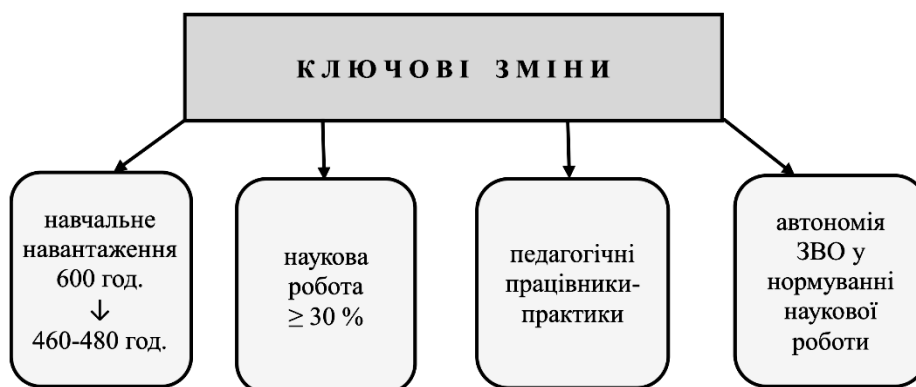 КЛЮЧОВІ ЗМІНИ
навчальне
навантаження
600 год.
↓
460-480 год.
наукова
робота
≥ 30 %
педагогічні
працівники-
практики
автономія
ЗВО у
нормуванні
наукової
роботи